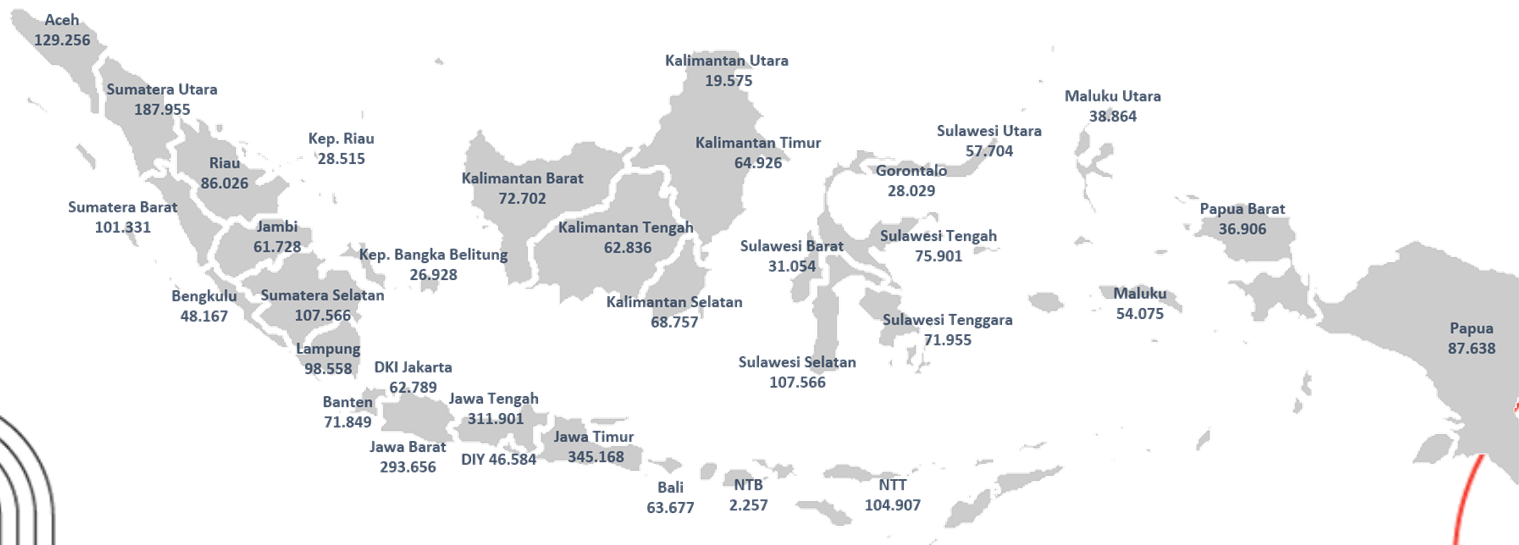 Aceh
129.256
Sumatera Utara
187.955
Kep. Riau
28.515
Riau
86.026
Sumatera Barat
101.331
Jambi
61.728
Kep. Bangka Belitung
26.928
Bengkulu
48.167
Sumatera Selatan
107.566
Lampung
98.558
DKI Jakarta
62.789
Banten
71.849
Jawa Tengah
311.901
Jawa Barat
293.656
DIY 46.584
Jawa Timur
345.168
Bali
63.677
NTB
2.257
NTT
104.907
Kalimantan Utara
19.575
Kalimantan Timur
64.926
Kalimantan Barat
72.702
Kalimantan Tengah
62.836
Kalimantan Selatan
68.757
Sulawesi Utara
57.704
Gorontalo
28.029
Sulawesi Tengah
75.901
Sulawesi Barat
31.054
Sulawesi Tenggara
71.955
Sulawesi Selatan
107.566
Maluku Utara
38.864
Maluku
54.075
Papua Barat
36.906
Papua
87.638